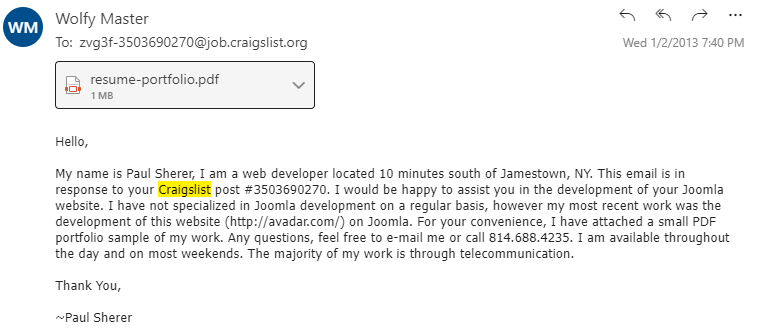 WM
Wolfy Master
To: zvg3f-3503690270@job.craigslist.org
Wed 1/2/2013 7:40 PM
resume-portfolio.pdf
1 MB
Hello,
My name is Paul Sherer, I am a web developer located 10 minutes south of Jamestown, NY. This email is in
response to your Craigslist post #3503690270. I would be happy to assist you in the development of your Joomla
website. I have not specialized in Joomla development on a regular basis, however my most recent work was the
development of this website (http://avadar.com/) on Joomla. For your convenience, I have attached a small PDF
portfolio sample of my work. Any questions, feel free to e-mail me or call 814.688.4235. I am available throughout
the day and on most weekends. The majority of my work is through telecommunication.
Thank You,
~Paul Sherer